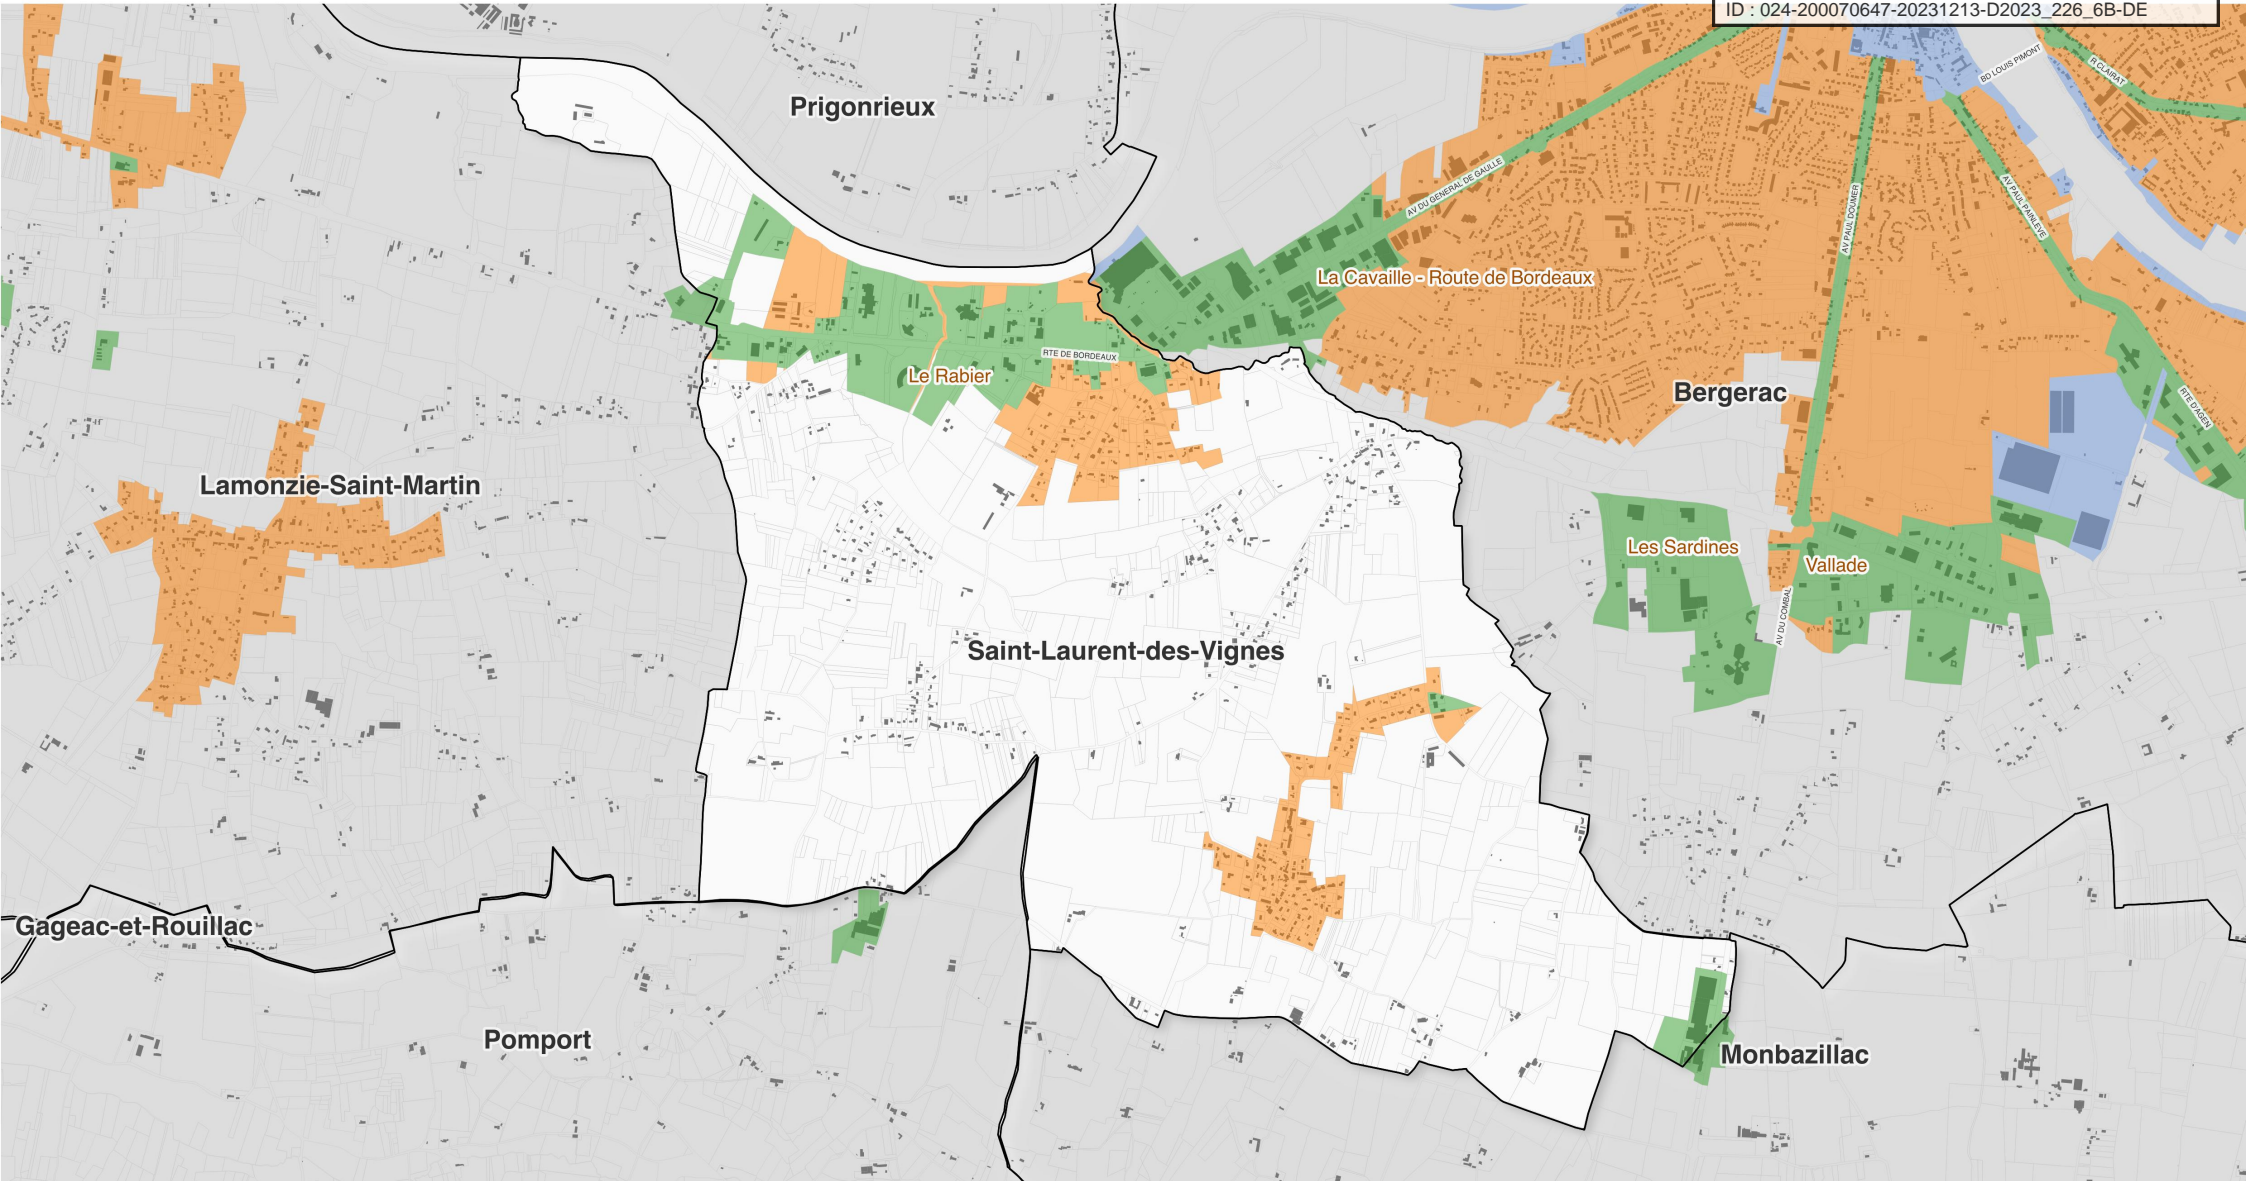 ID : 024-200070647-20231213-D2023_226_6B-DE
BD LOUIS PIMONT
R CLAIRAT
Prigonrieux
AV DU GENERAL DE GAULLE
AV PAUL DOUMER
AV PAUL PAINLEVE
La Cavaille - Route de Bordeaux
RTE DE BORDEAUX
Le Rabier
Bergerac
RTE D'AGEN
Lamonzie-Saint-Martin
Les Sardines
Vallade
AV DU COMBAL
Saint-Laurent-des-Vignes
Gageac-et-Rouillac
Pomport
Monbazillac